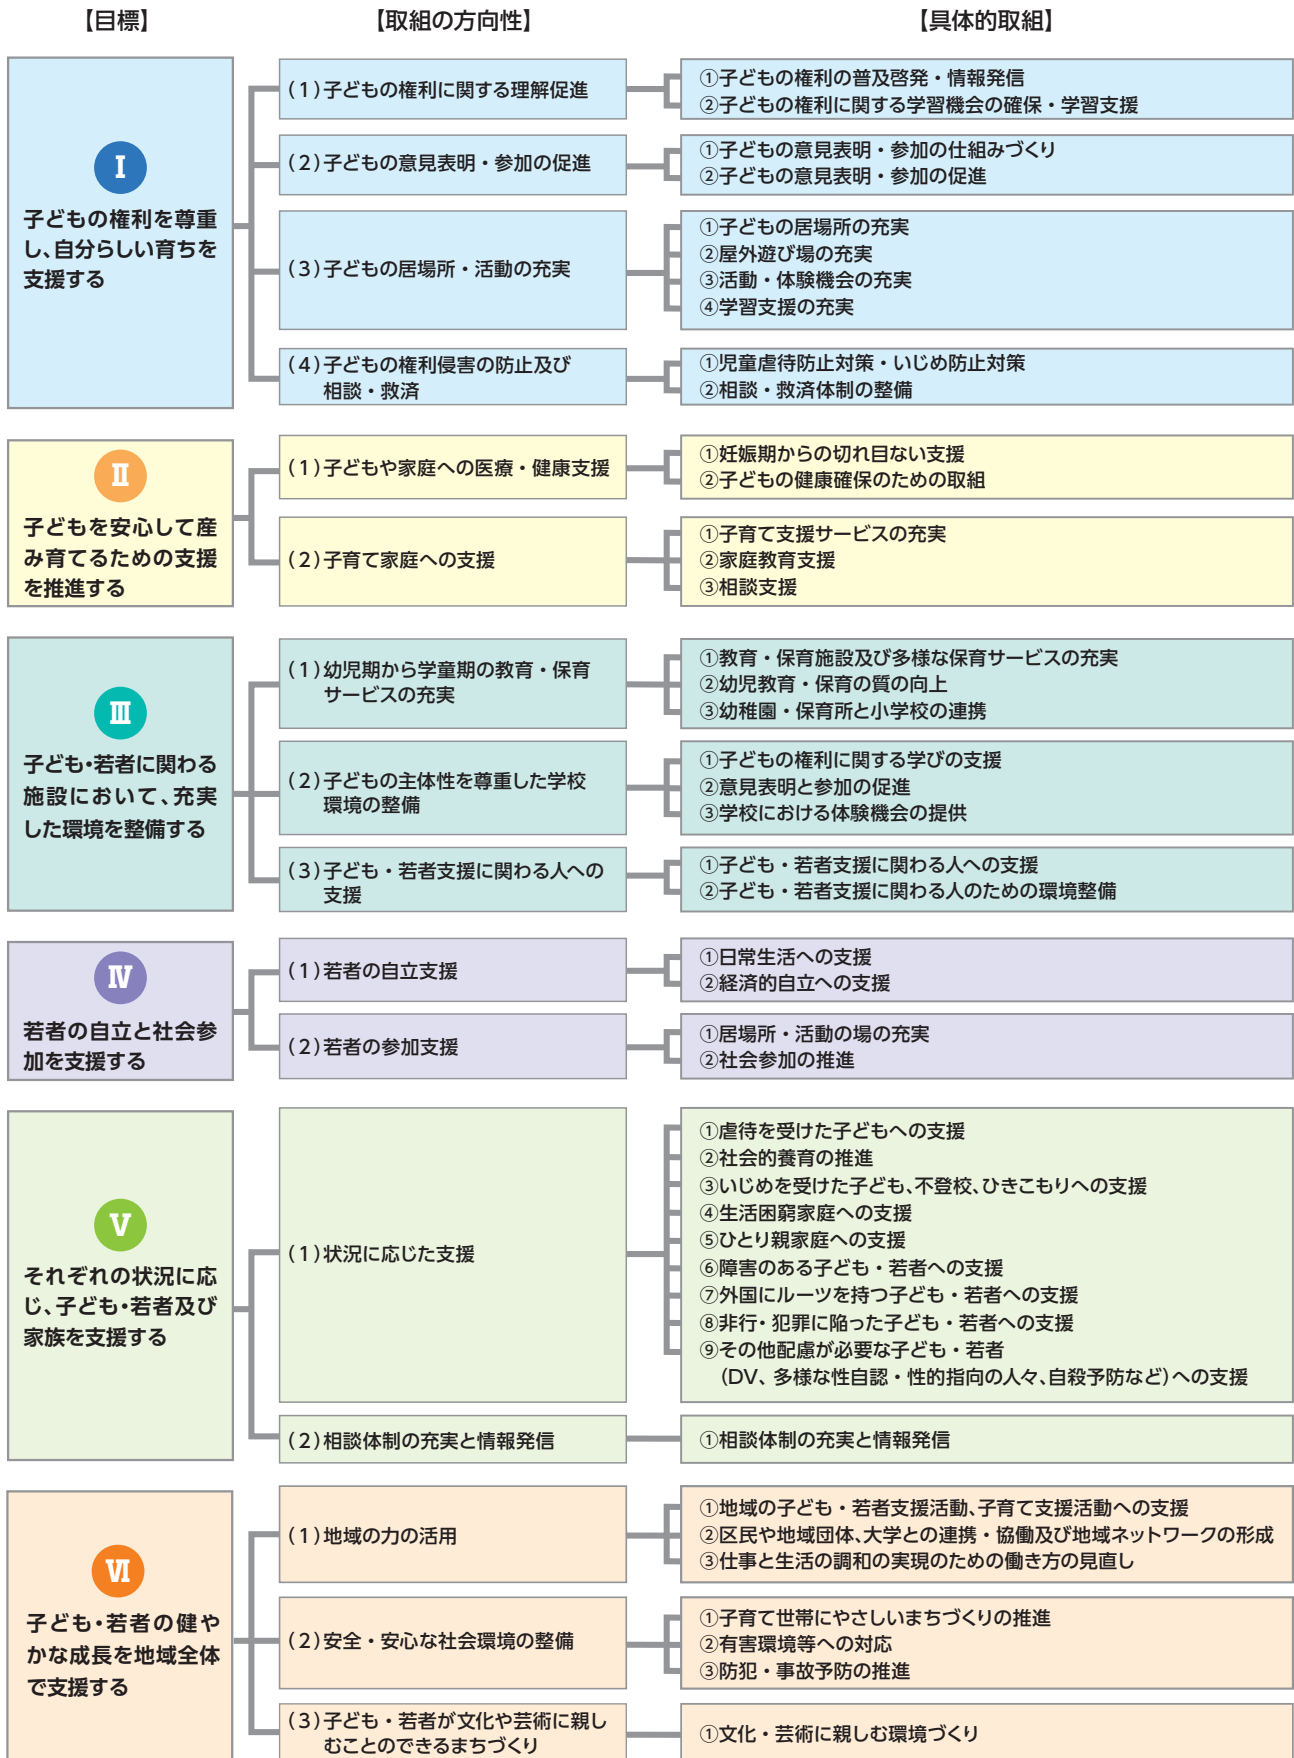 【目標】
【取組の方向性】
【具体的取組】
Ⅰ
子どもの権利を尊重
し、自分らしい育ちを
支援する
(1)子どもの権利に関する理解促進
①子どもの権利の普及啓発・情報発信
②子どもの権利に関する学習機会の確保・学習支援
(2)子どもの意見表明・参加の促進
①子どもの意見表明・参加の仕組みづくり
②子どもの意見表明・参加の促進
(3)子どもの居場所・活動の充実
①子どもの居場所の充実
②屋外遊び場の充実
③活動・体験機会の充実
④学習支援の充実
(4)子どもの権利侵害の防止及び
相談・救済
①児童虐待防止対策・いじめ防止対策
②相談・救済体制の整備
Ⅱ
子どもを安心して産
み育てるための支援
を推進する
(1)子どもや家庭への医療・健康支援
①妊娠期からの切れ目ない支援
②子どもの健康確保のための取組
(2)子育て家庭への支援
①子育て支援サービスの充実
②家庭教育支援
③相談支援
Ⅲ
子ども・若者に関わる
施設において、充実
した環境を整備する
(1)幼児期から学童期の教育・保育
サービスの充実
①教育・保育施設及び多様な保育サービスの充実
②幼児教育・保育の質の向上
③幼稚園・保育所と小学校の連携
(2)子どもの主体性を尊重した学校
環境の整備
①子どもの権利に関する学びの支援
②意見表明と参加の促進
③学校における体験機会の提供
(3)子ども・若者支援に関わる人への
支援
①子ども・若者支援に関わる人への支援
②子ども・若者支援に関わる人のための環境整備
Ⅳ
若者の自立と社会参
加を支援する
(1)若者の自立支援
①日常生活への支援
②経済的自立への支援
(2)若者の参加支援
①居場所・活動の場の充実
②社会参加の推進
Ⅴ
それぞれの状況に応
じ、子ども・若者及び
家族を支援する
(1)状況に応じた支援
①虐待を受けた子どもへの支援
②社会的養育の推進
③いじめを受けた子ども、不登校、ひきこもりへの支援
④生活困窮家庭への支援
⑤ひとり親家庭への支援
⑥障害のある子ども・若者への支援
⑦外国にルーツを持つ子ども・若者への支援
⑧非行・犯罪に陥った子ども・若者への支援
⑨その他配慮が必要な子ども・若者
(DV、多様な性自認・性的指向の人々、自殺予防など)への支援
(2)相談体制の充実と情報発信
①相談体制の充実と情報発信
Ⅵ
子ども・若者の健や
かな成長を地域全体
で支援する
(1)地域の力の活用
①地域の子ども・若者支援活動、子育て支援活動への支援
②区民や地域団体、大学との連携・協働及び地域ネットワークの形成
③仕事と生活の調和の実現のための働き方の見直し
(2)安全・安心な社会環境の整備
①子育て世帯にやさしいまちづくりの推進
②有害環境等への対応
③防犯・事故予防の推進
(3)子ども・若者が文化や芸術に親し
むことのできるまちづくり
①文化・芸術に親しむ環境づくり